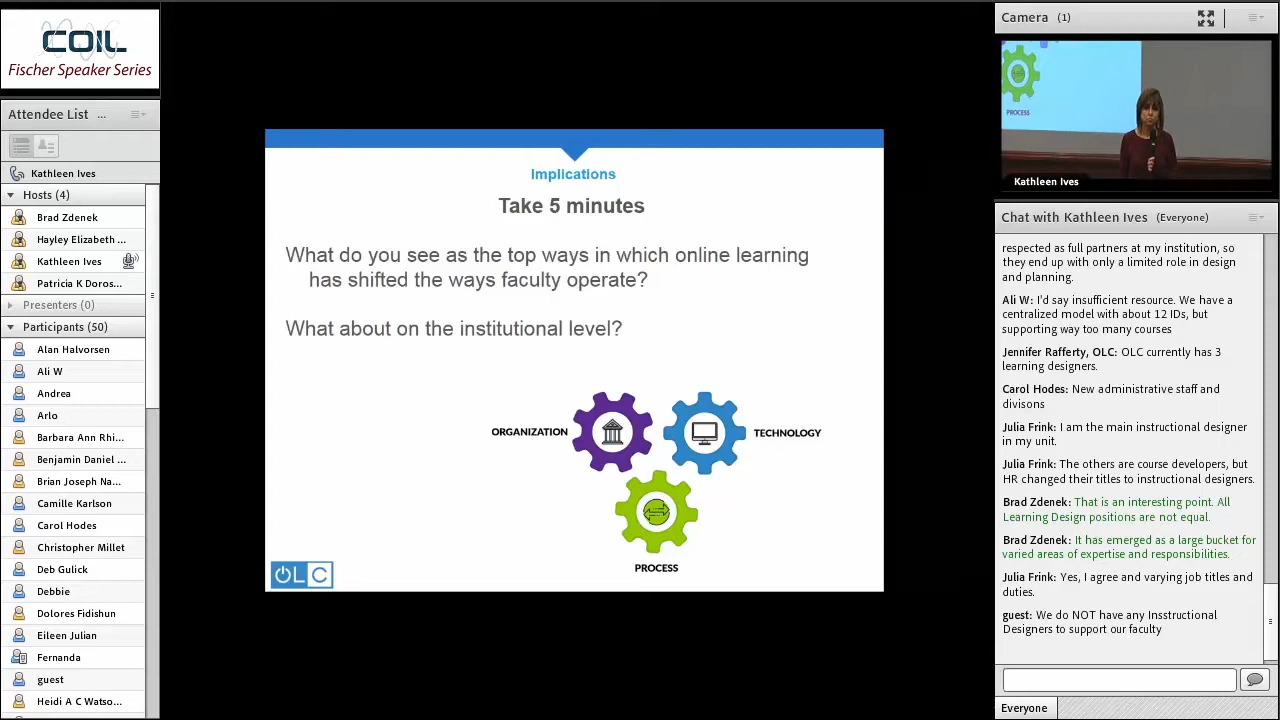 COIL
Fischer Speaker Series
Attendee List ...
Kathleen Ives
Hosts (4)
Brad Zdenek
Hayley Elizabeth ...
Kathleen Ives
Patricia K Doros...
Presenters (0)
Participants (50)
Alan Halvorsen
Ali W
Andrea
Arlo
Barbara Ann Rhi...
Benjamin Daniel ...
Brian Joseph Na...
Camille Karlson
Carol Hodes
Christopher Millet
Deb Gulick
Debbie
Dolores Fidishun
Eileen Julian
Fernanda
guest
Heidi A C Watso...
Implications
Take 5 minutes
What do you see as the top ways in which online learning
has shifted the ways faculty operate?
What about on the institutional level?
ORGANIZATION
TECHNOLOGY
PROCESS
OLC
Camera (1)
PROCESS
Kathleen Ives
Chat with Kathleen Ives (Everyone)
respected as full partners at my institution, so
they end up with only a limited role in design
and planning.
Ali W: I'd say insufficient resource. We have a
centralized model with about 12 IDs, but
supporting way too many courses
Jennifer Rafferty, OLC: OLC currently has 3
learning designers.
Carol Hodes: New administrative staff and
divisons
Julia Frink: I am the main instructional designer
in my unit.
Julia Frink: The others are course developers, but
HR changed their titles to instructional designers.
Brad Zdenek: That is an interesting point. All
Learning Design positions are not equal.
Brad Zdenek: It has emerged as a large bucket for
varied areas of expertise and responsibilities.
Julia Frink: Yes, I agree and varying job titles and
duties.
guest: We do NOT have any Insstructional
Designers to support our faculty
Everyone